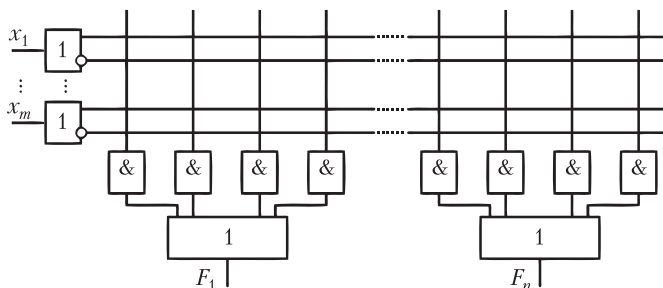 x₁ 1
⋮ ⋮
xₘ 1
& & & & & & & &
1 1
F₁ Fₙ